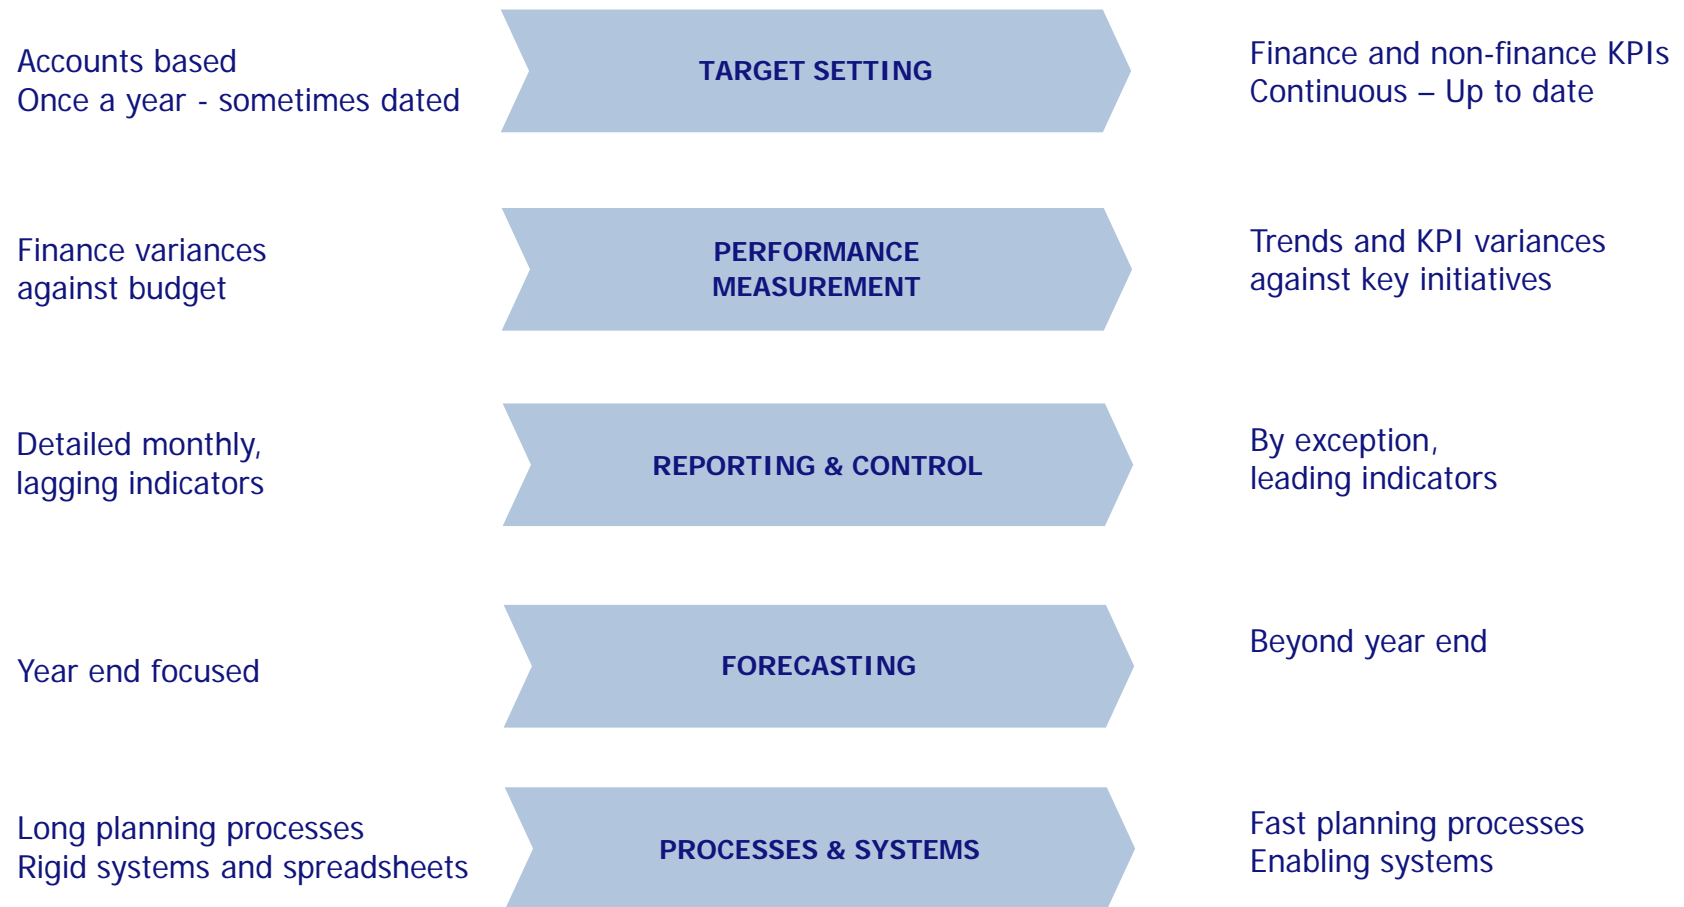 Accounts based
Once a year - sometimes dated
TARGET SETTING
Finance and non-finance KPIs
Continuous – Up to date
Finance variances
against budget
PERFORMANCE
MEASUREMENT
Trends and KPI variances
against key initiatives
Detailed monthly,
lagging indicators
REPORTING & CONTROL
By exception,
leading indicators
Year end focused
FORECASTING
Beyond year end
Long planning processes
Rigid systems and spreadsheets
PROCESSES & SYSTEMS
Fast planning processes
Enabling systems